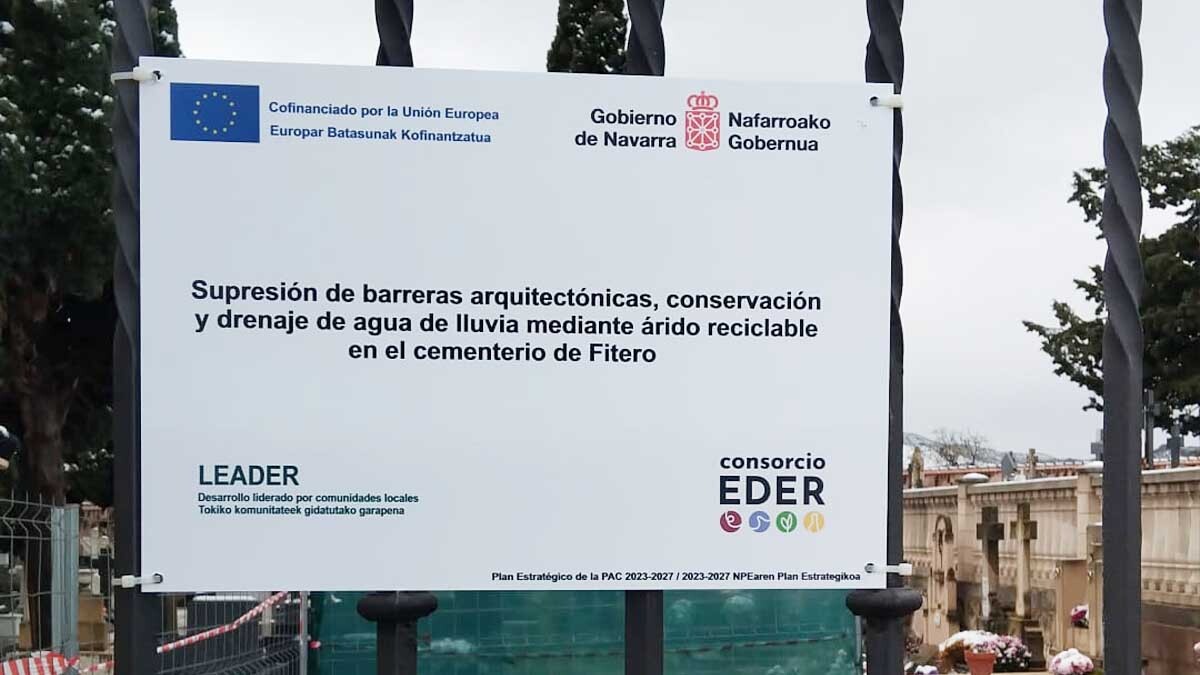 Cofinanciado por la Unión Europea
Europar Batasunak Kofinantzatua
Gobierno
de Navarra
Nafarroako
Gobernua
Supresión de barreras arquitectónicas, conservación
y drenaje de agua de lluvia mediante árido reciclable
en el cementerio de Fitero
LEADER
Desarrollo liderado por comunidades locales
Tokiko komunitateek gidatutako garapena
consorcio
EDER
Plan Estratégico de la PAC 2023-2027 / 2023-2027 NPEaren Plan Estrategikoa